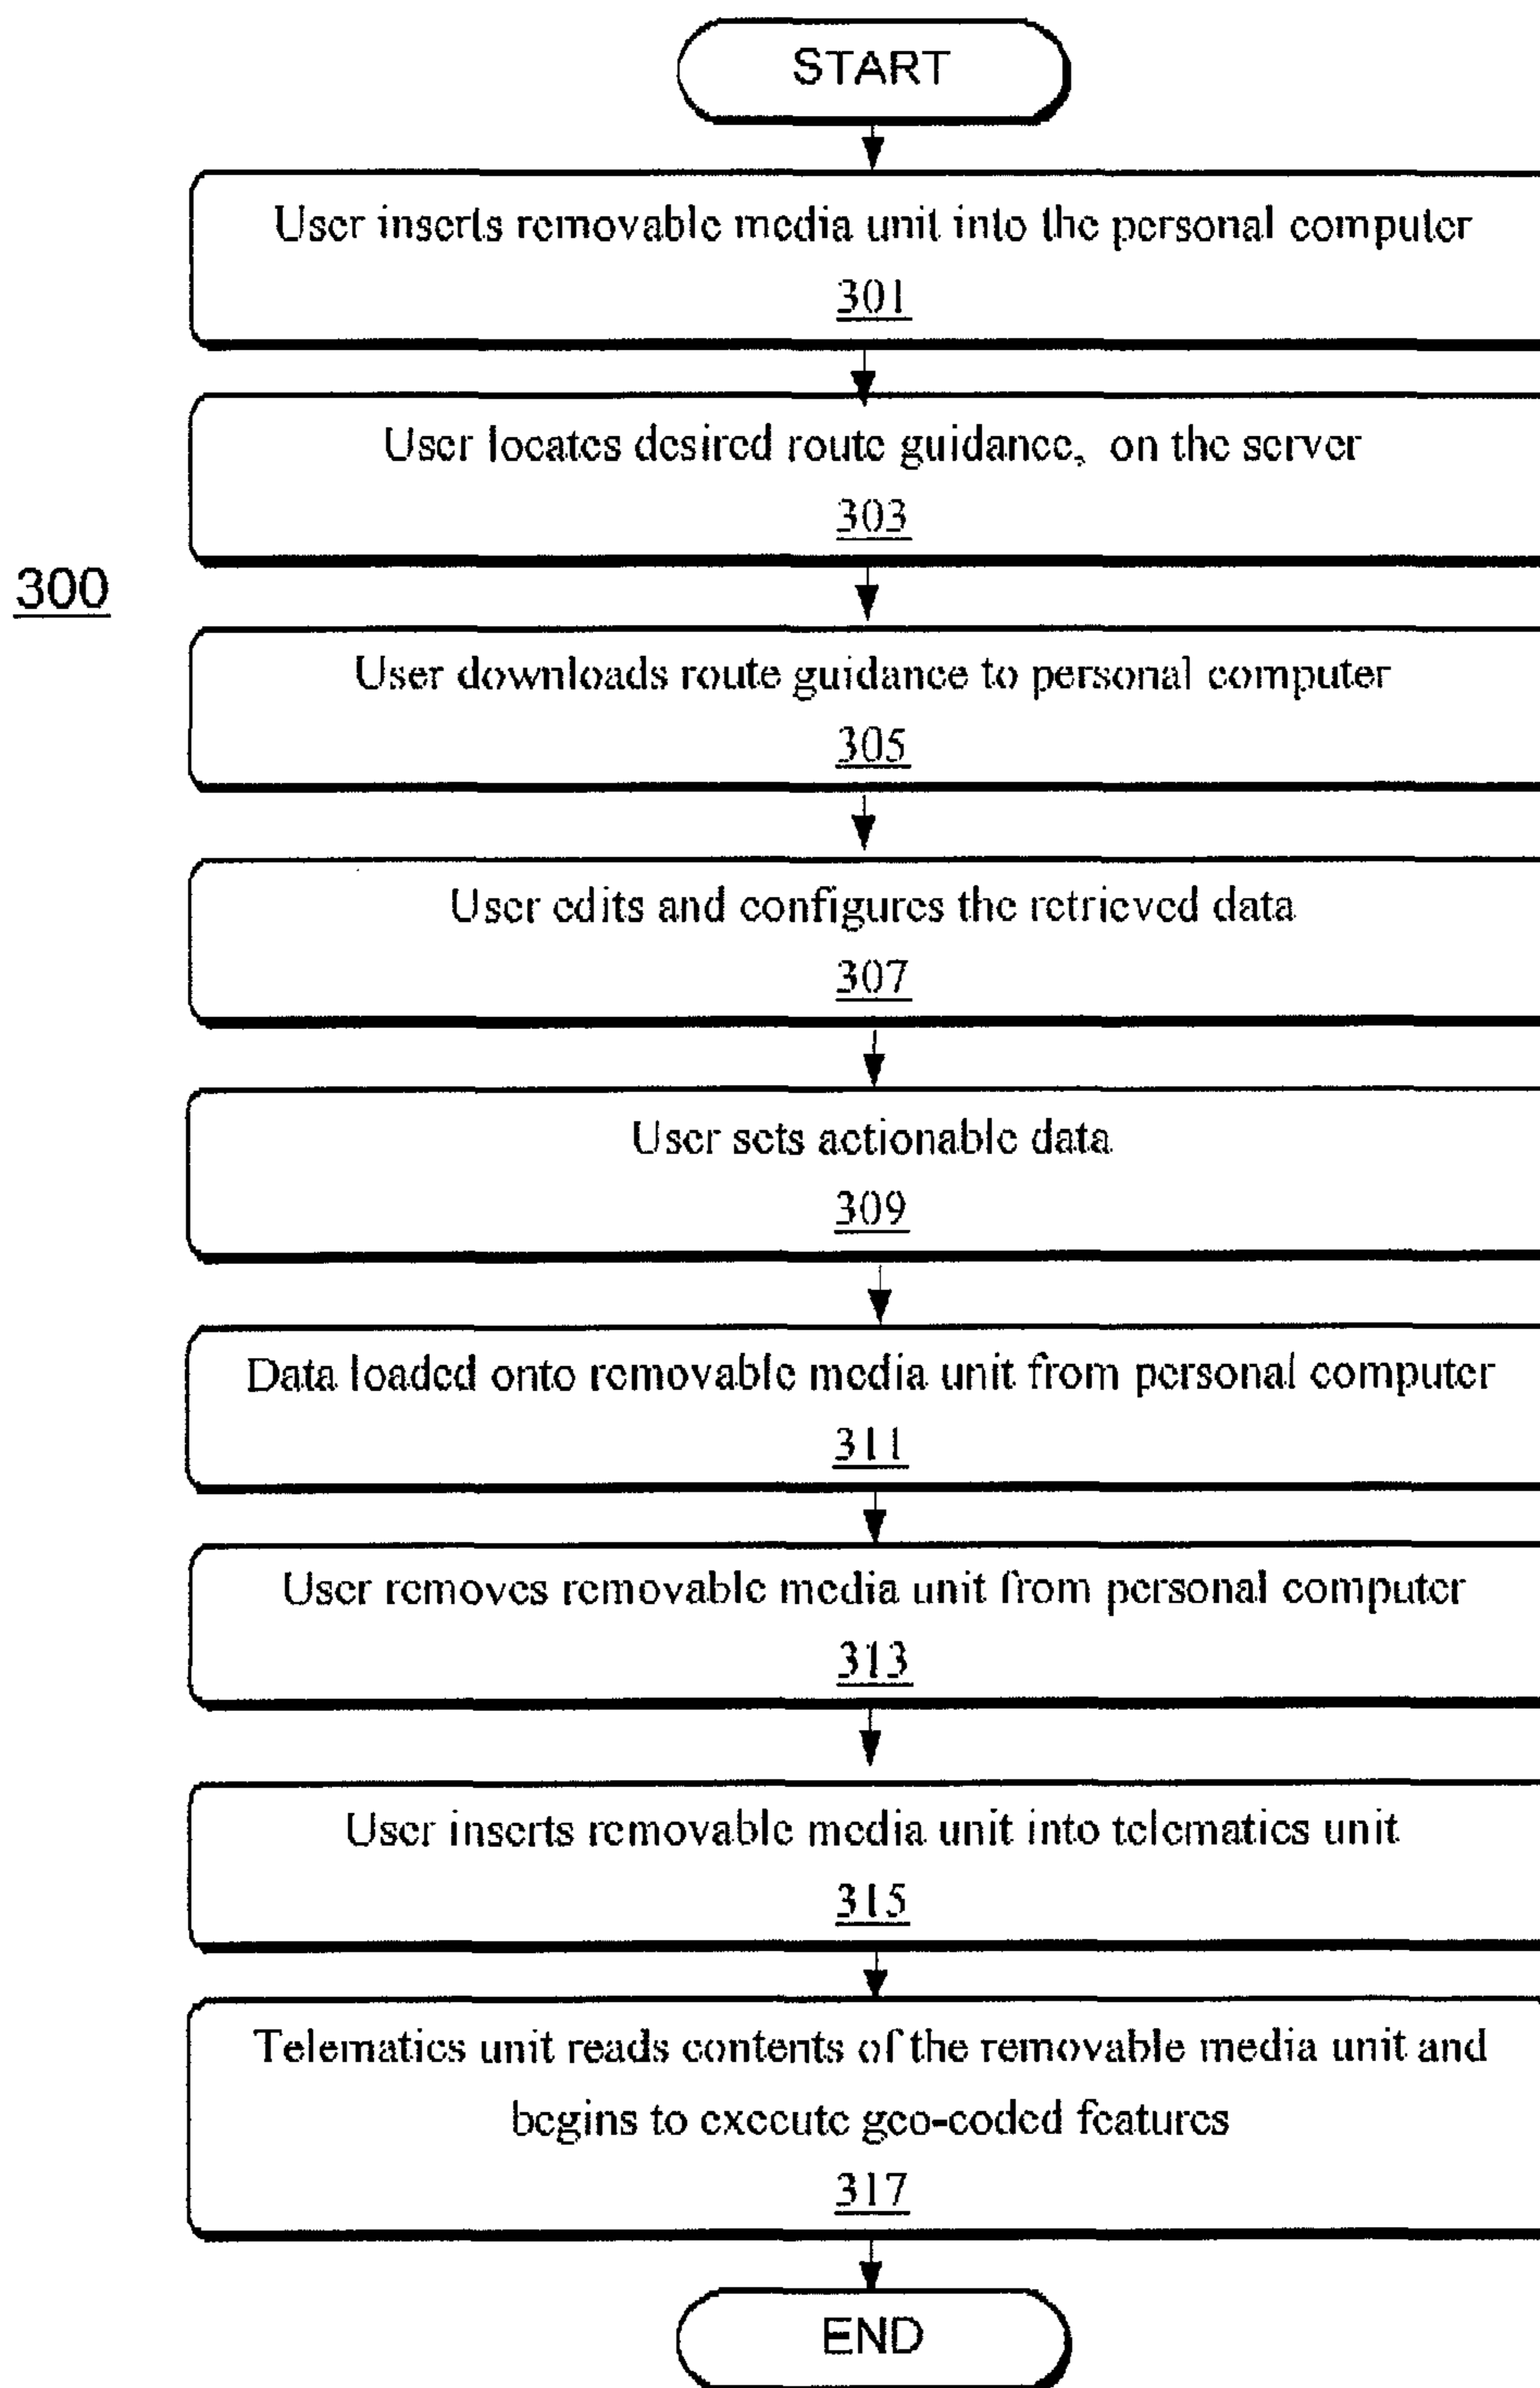 START
User inserts removable media unit into the personal computer
301
User locates desired route guidance, on the server
303
300
User downloads route guidance to personal computer
305
User edits and configures the retrieved data
307
User sets actionable data
309
Data loaded onto removable media unit from personal computer
311
User removes removable media unit from personal computer
313
User inserts removable media unit into telematics unit
315
Telematics unit reads contents of the removable media unit and
begins to execute geo-coded features
317
END